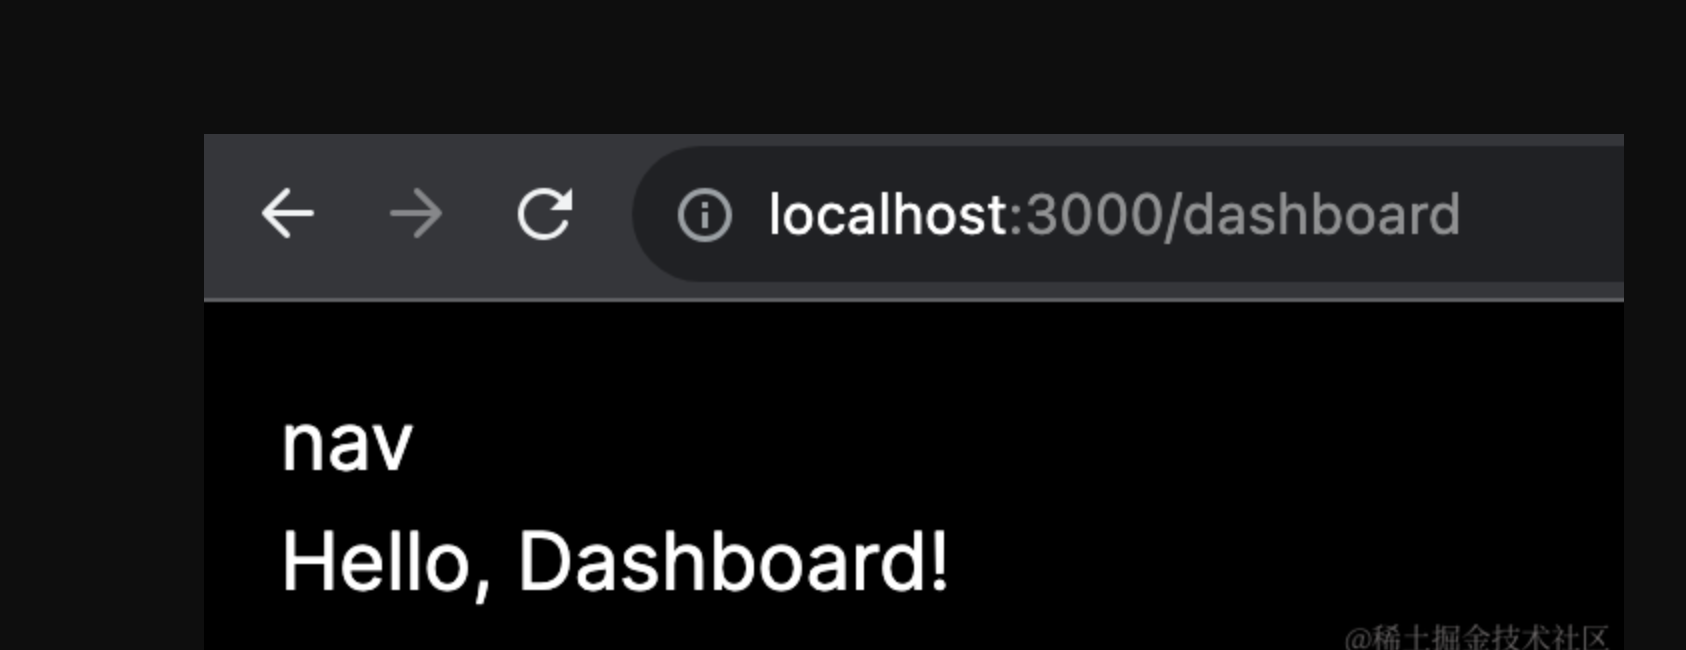 localhost:3000/dashboard
nav
Hello, Dashboard!
@稀土掘金技术社区